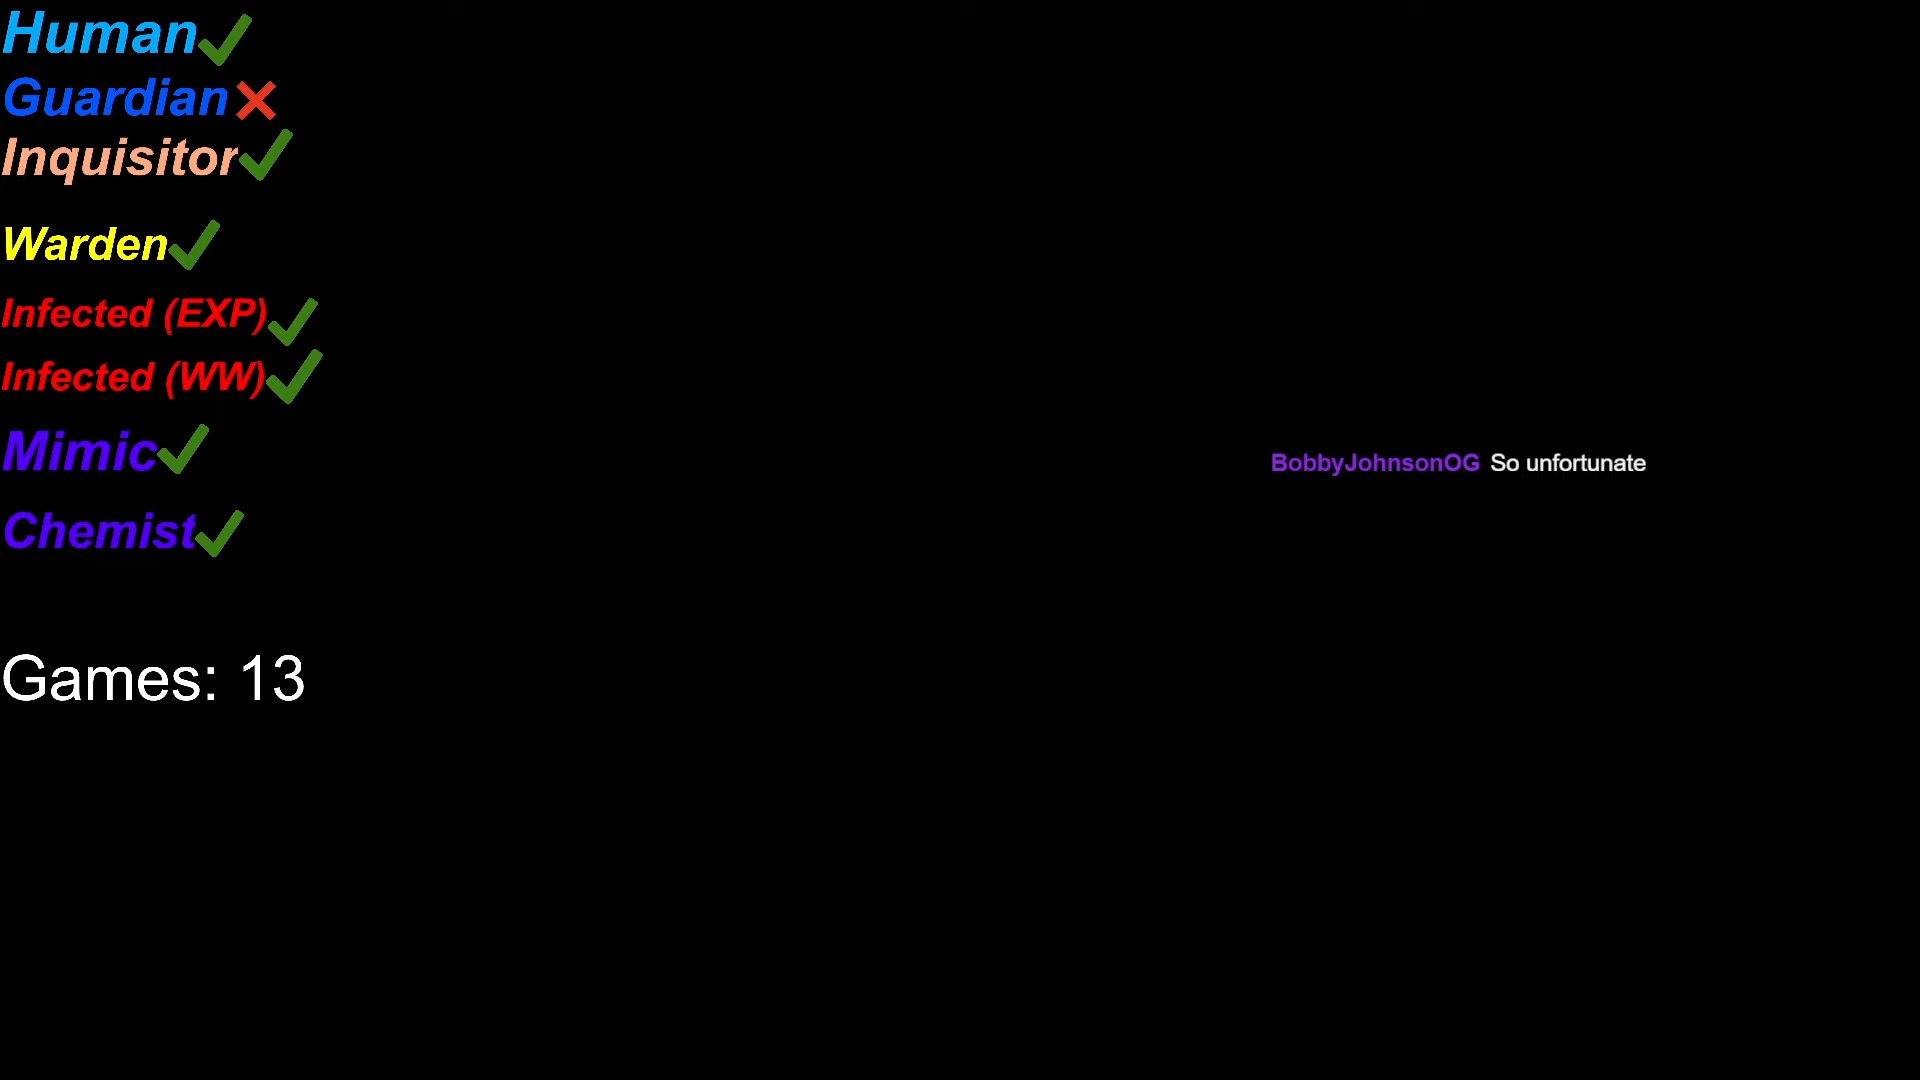 Human
Guardian
Inquisitor
Warden
Infected (EXP)
Infected (WW)
Mimic
BobbyJohnsonOG So unfortunate
Chemist
Games: 13